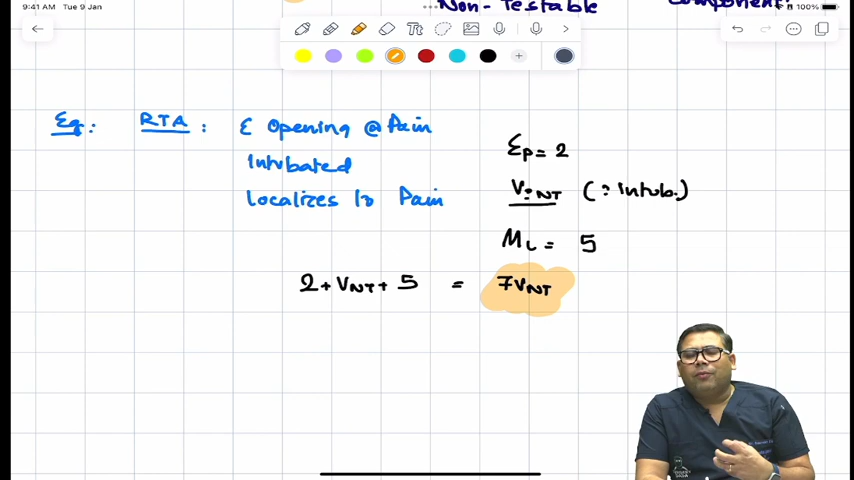 9:41 AM Tue 9 Jan
100%
Non-Testable
Component
Eg: RTA: E Opening @ Pain
Intubated
Localizes to Pain
Ep = 2
VNT (∵ Intub.)
ML = 5
2 + VNT + 5 = 7VNT